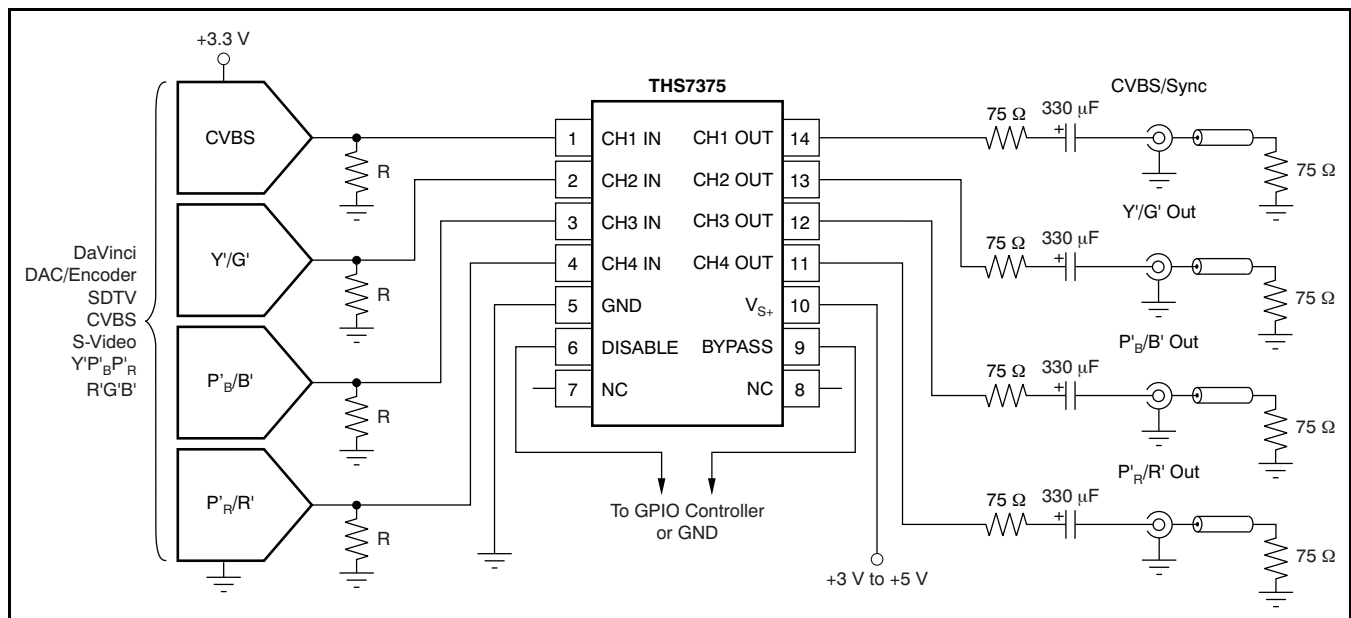 +3.3 V
CVBS
R
Y'/G'
R
P'B/B'
R
P'R/R'
R
DaVinci
DAC/Encoder
SDTV
CVBS
S-Video
Y'P'BP'R
R'G'B'
THS7375
1 CH1 IN
2 CH2 IN
3 CH3 IN
4 CH4 IN
5 GND
6 DISABLE
7 NC
CH1 OUT 14
CH2 OUT 13
CH3 OUT 12
CH4 OUT 11
VS+ 10
BYPASS 9
NC 8
To GPIO Controller
or GND
+3 V to +5 V
CVBS/Sync
75 Ω
330 μF
+
75 Ω
Y'/G' Out
75 Ω
330 μF
+
75 Ω
P'B/B' Out
75 Ω
330 μF
+
75 Ω
P'R/R' Out
75 Ω
330 μF
+
75 Ω